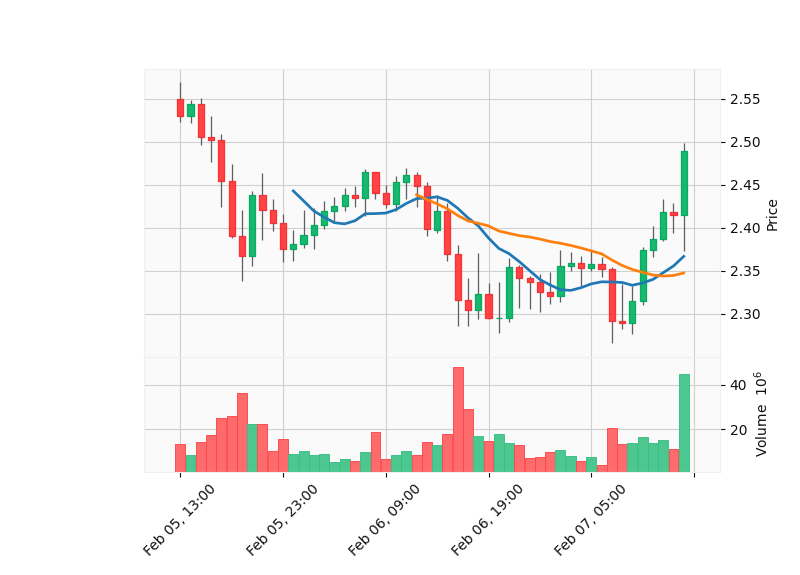 2.55
2.50
2.45
2.40
2.35
2.30
Price
40
20
Volume 10^6
Feb 05, 13:00
Feb 05, 23:00
Feb 06, 09:00
Feb 06, 19:00
Feb 07, 05:00